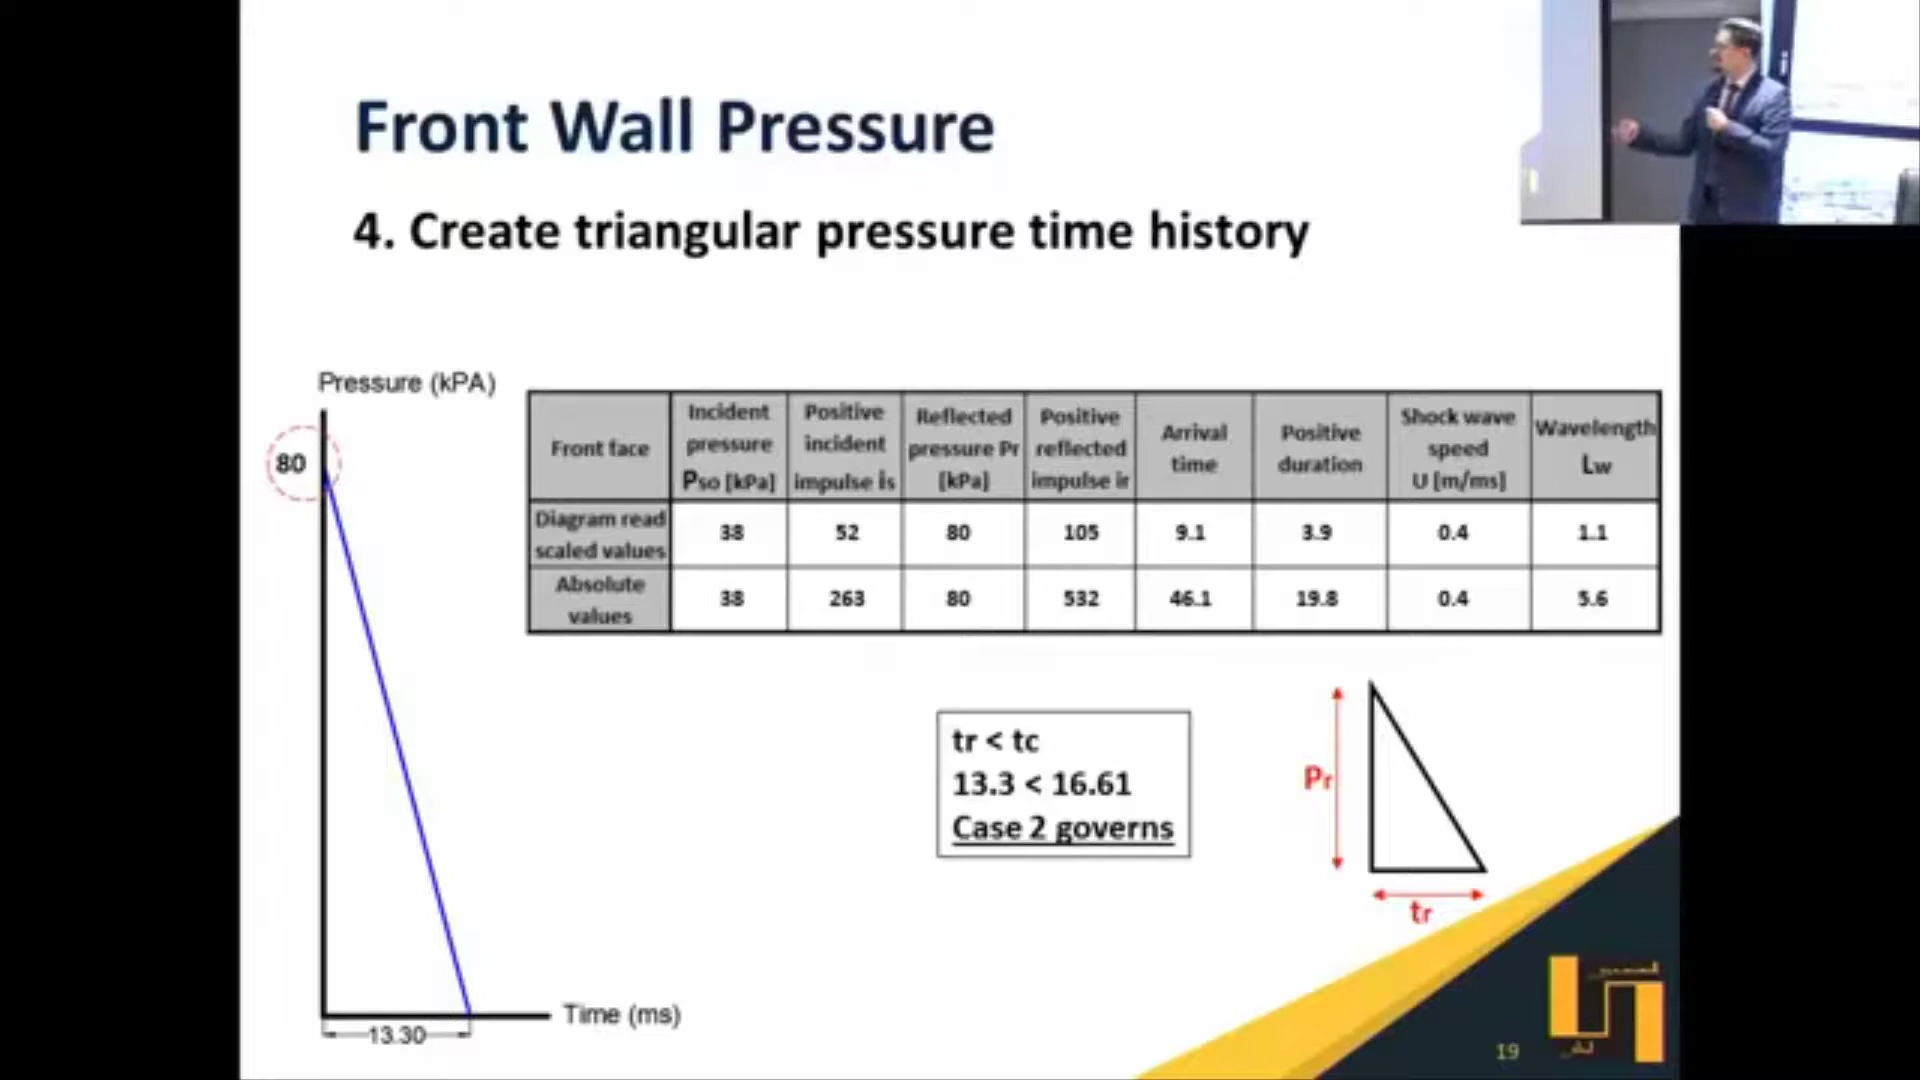 Front Wall Pressure
4. Create triangular pressure time history
Pressure (kPA)
80
13.30
Time (ms)
Front face
Incident pressure Pso [kPa]
Positive incident impulse is
Reflected pressure Pr [kPa]
Positive reflected impulse ir
Arrival time
Positive duration
Shock wave speed U [m/ms]
Wavelength Lw
Diagram read scaled values
38
52
80
105
9.1
3.9
0.4
1.1
Absolute values
38
263
80
532
46.1
19.8
0.4
5.6
tr < tc
13.3 < 16.61
Case 2 governs
Pr
tr
19